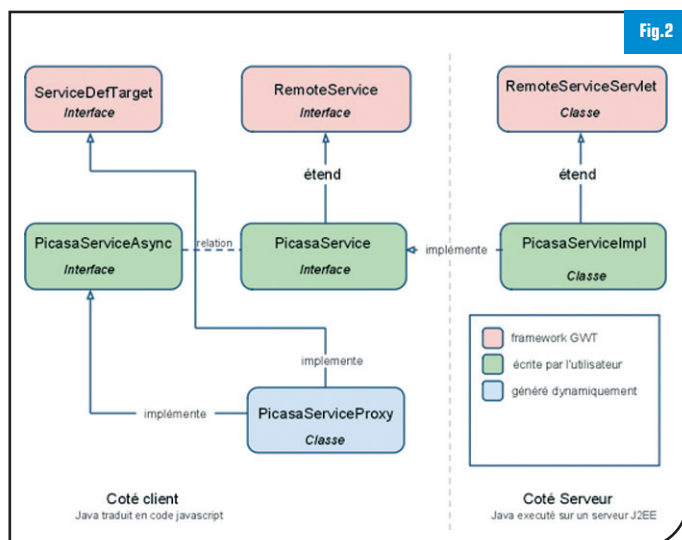 Fig.2
ServiceDefTarget
Interface
RemoteService
Interface
RemoteServiceServlet
Classe
étend
étend
PicasaServiceAsync
Interface
relation
PicasaService
Interface
implémente
PicasaServiceImpl
Classe
framework GWT
écrite par l'utilisateur
généré dynamiquement
implemente
implémente
PicasaServiceProxy
Classe
Coté client
Java traduit en code javascript
Coté Serveur
Java executé sur un serveur J2EE